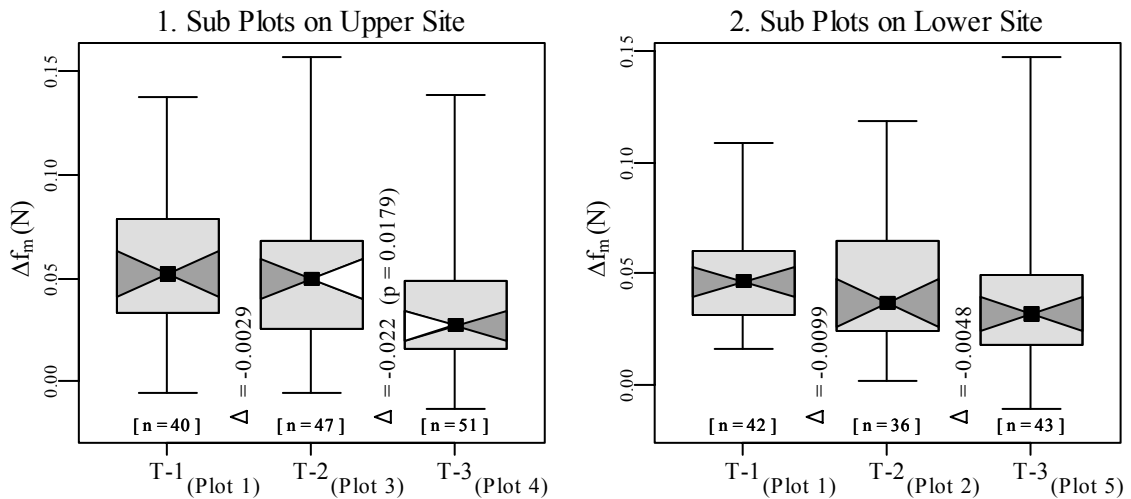 1. Sub Plots on Upper Site
Δfm(N)
0.15
0.10
0.05
0.00
Δ = -0.0029
Δ = -0.022 (p = 0.0179)
[ n = 40 ]
[ n = 47 ]
[ n = 51 ]
T-1(Plot 1)
T-2(Plot 3)
T-3(Plot 4)
2. Sub Plots on Lower Site
Δfm(N)
0.15
0.10
0.05
0.00
Δ = -0.0099
Δ = -0.0048
[ n = 42 ]
[ n = 36 ]
[ n = 43 ]
T-1(Plot 1)
T-2(Plot 2)
T-3(Plot 5)